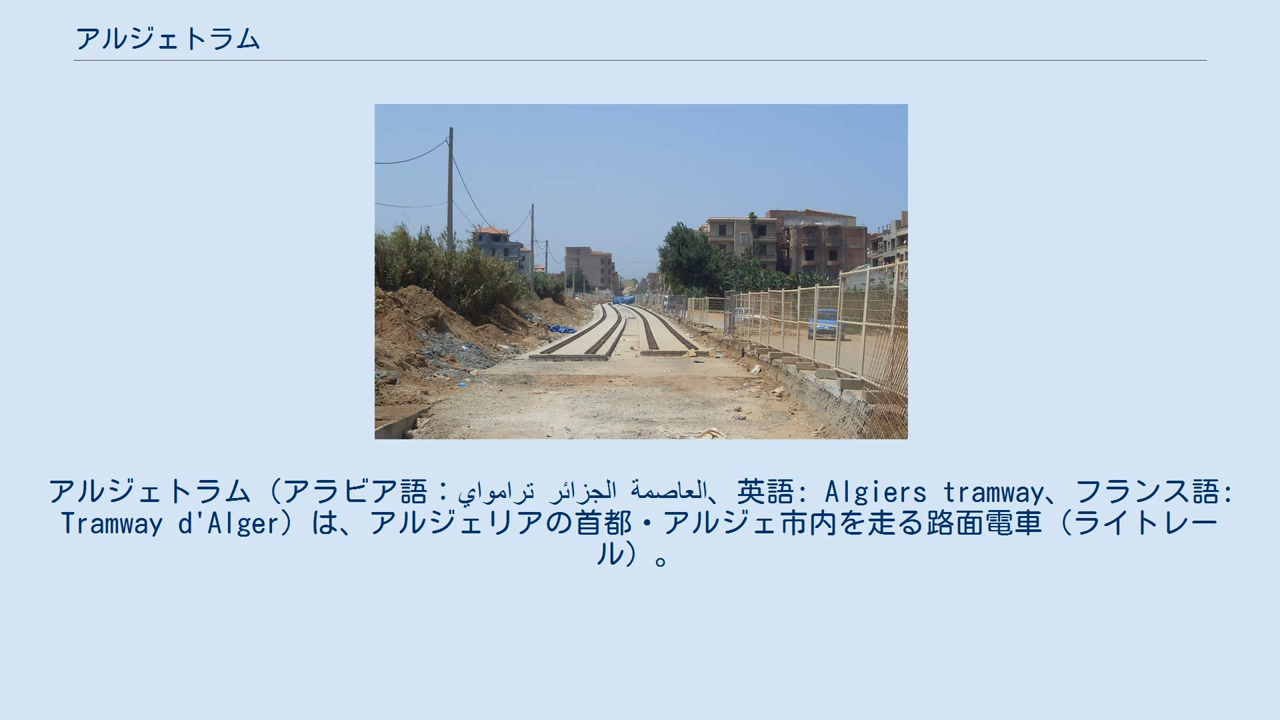 アルジェトラム
アルジェトラム（アラビア語：ترامواي الجزائر العاصمة、英語: Algiers tramway、フランス語:
Tramway d'Alger）は、アルジェリアの首都・アルジェ市内を走る路面電車（ライトレー
ル）。